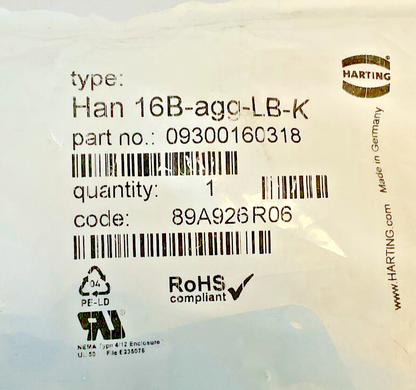 HARTING
type:
Han 16B-agg-LB-K
part no.: 09300160318
quantity: 1
code: 89A926R06
04
PE-LD
RoHS
compliant
NEMA Type 4/12 Enclosure
UL 50 File E235076
www.HARTING.com Made in Germany